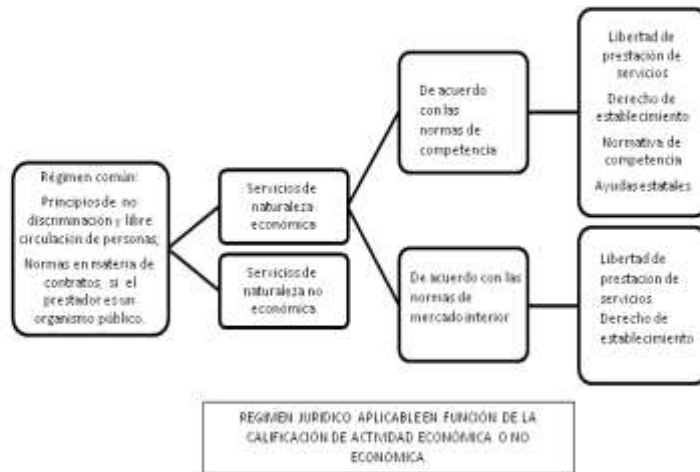 Régimen común:
Principios de no
discriminación y libre
circulación de personas;
Normas en materia de
contratos, si el
prestador es un
organismo público.
Servicios de
naturaleza
económica
Servicios de
naturaleza no
económica
De acuerdo
con las
normas de
competencia
De acuerdo con las
normas de
mercado interior
Libertad de
prestación de
servicios
Derecho de
establecimiento
Normativa de
competencia
Ayudas estatales
Libertad de
prestacion de
servicios
Derecho de
establecimiento
REGIMEN JURIDICO APLICABLEEN FUNCIÓN DE LA
CALIFICACIÓN DE ACTIVIDAD ECONÓMICA O NO
ECONOMICA